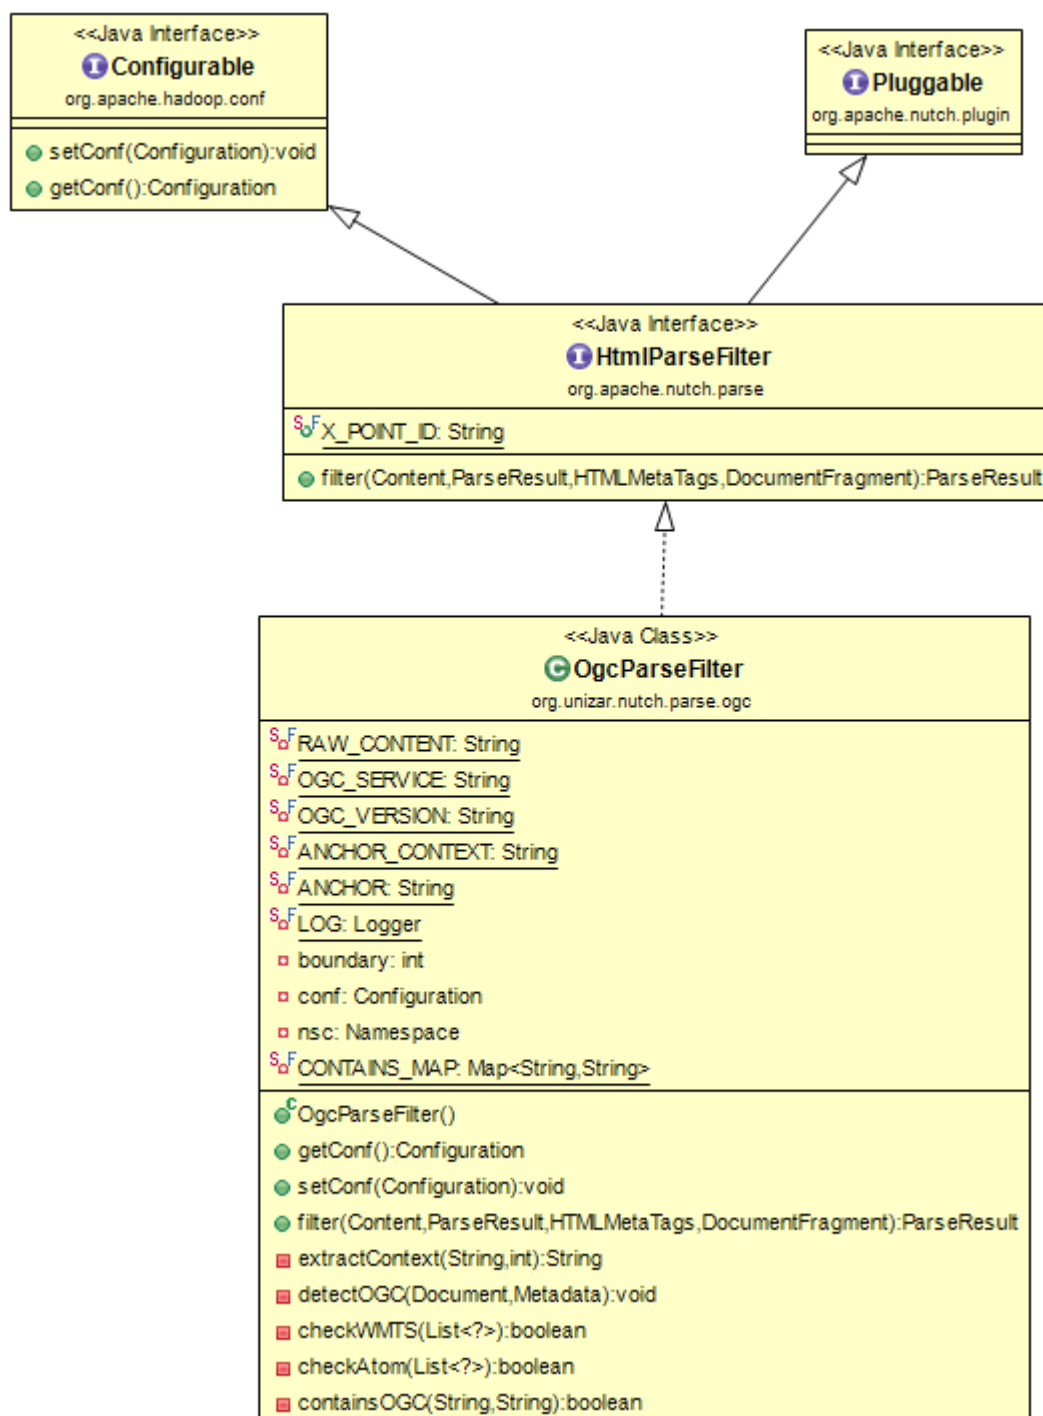 <<Java Interface>>
Configurable
org.apache.hadoop.conf
setConf(Configuration):void
getConf():Configuration
<<Java Interface>>
Pluggable
org.apache.nutch.plugin
<<Java Interface>>
HtmlParseFilter
org.apache.nutch.parse
X_POINT_ID: String
filter(Content,ParseResult,HTMLMetaTags,DocumentFragment):ParseResult
<<Java Class>>
OgcParseFilter
org.unizar.nutch.parse.ogc
RAW_CONTENT: String
OGC_SERVICE: String
OGC_VERSION: String
ANCHOR_CONTEXT: String
ANCHOR: String
LOG: Logger
boundary: int
conf: Configuration
nsc: Namespace
CONTAINS_MAP: Map<String,String>
OgcParseFilter()
getConf():Configuration
setConf(Configuration):void
filter(Content,ParseResult,HTMLMetaTags,DocumentFragment):ParseResult
extractContext(String,int):String
detectOGC(Document,Metadata):void
checkWMTS(List<?>):boolean
checkAtom(List<?>):boolean
containsOGC(String,String):boolean